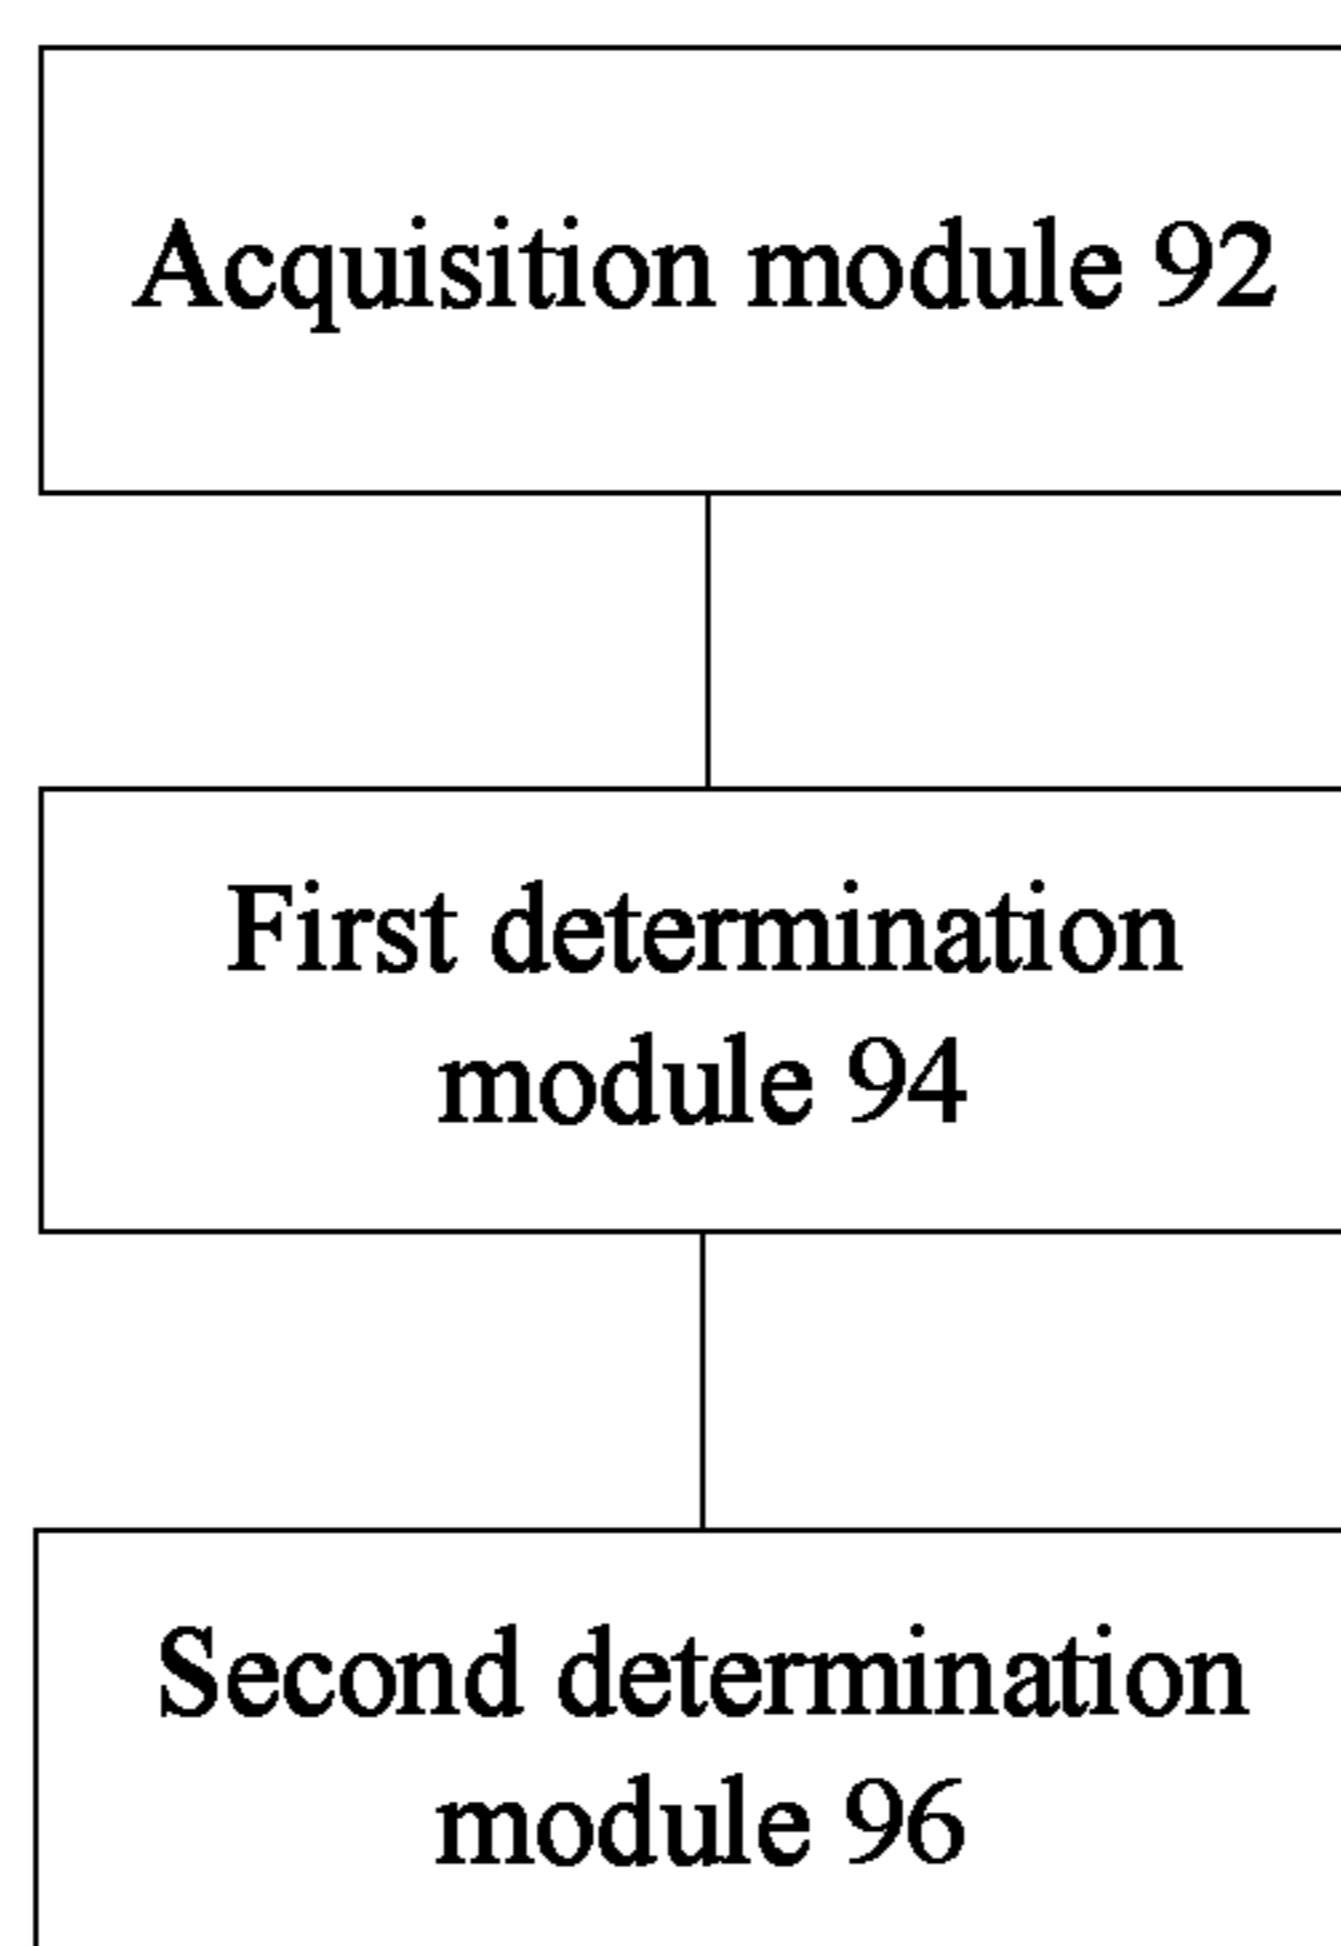 Acquisition module 92
First determination
module 94
Second determination
module 96